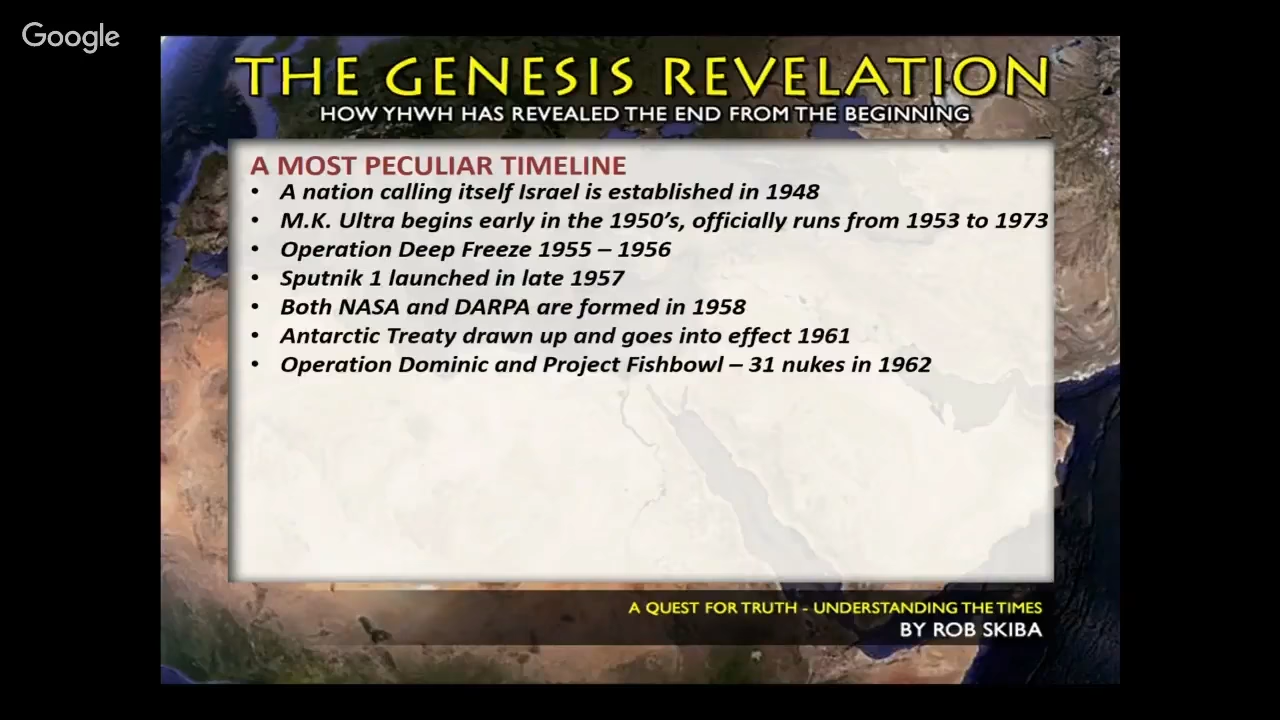 Google
THE GENESIS REVELATION
HOW YHWH HAS REVEALED THE END FROM THE BEGINNING
A MOST PECULIAR TIMELINE
• A nation calling itself Israel is established in 1948
• M.K. Ultra begins early in the 1950’s, officially runs from 1953 to 1973
• Operation Deep Freeze 1955 – 1956
• Sputnik 1 launched in late 1957
• Both NASA and DARPA are formed in 1958
• Antarctic Treaty drawn up and goes into effect 1961
• Operation Dominic and Project Fishbowl – 31 nukes in 1962
A QUEST FOR TRUTH - UNDERSTANDING THE TIMES
BY ROB SKIBA